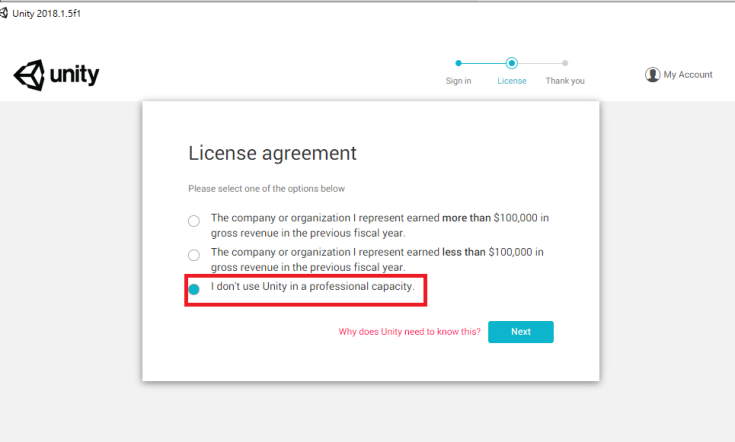 Unity 2018.1.5f1
unity
Sign in
License
Thank you
My Account
License agreement
Please select one of the options below
The company or organization I represent earned more than $100,000 in
gross revenue in the previous fiscal year.
The company or organization I represent earned less than $100,000 in
gross revenue in the previous fiscal year.
I don't use Unity in a professional capacity.
Why does Unity need to know this?
Next